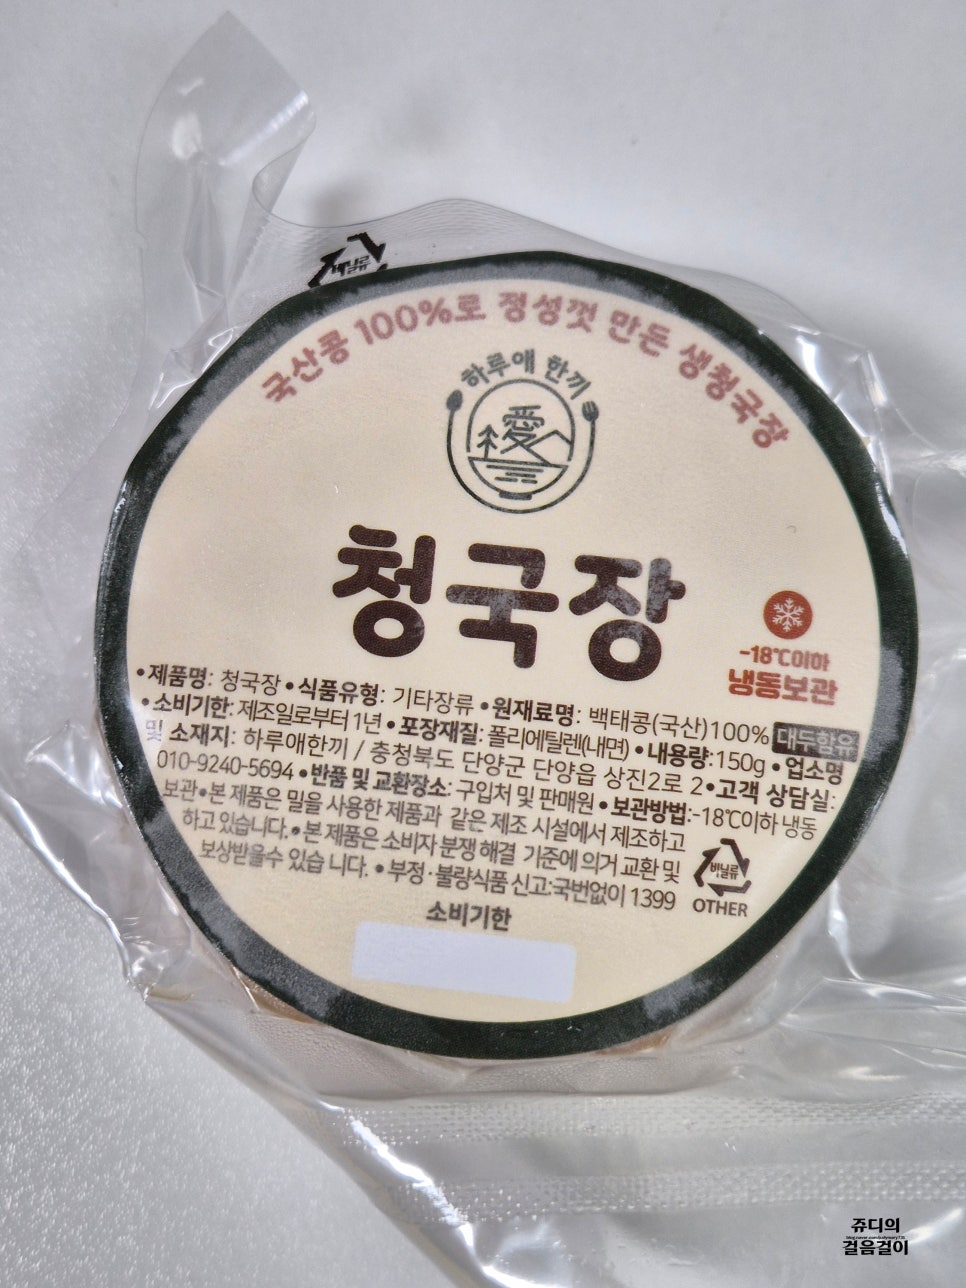 비닐류
국산콩 100%로 정성껏 만든 생청국장
하루애 한끼
愛
청국장
-18℃이하
냉동보관
•제품명: 청국장 •식품유형: 기타장류 •원재료명: 백태콩(국산)100% 대두함유
•소비기한: 제조일로부터 1년 •포장재질: 폴리에틸렌(내면) •내용량:150g •업소명
및 소재지: 하루애한끼 / 충청북도 단양군 단양읍 상진2로 2 •고객 상담실:
010-9240-5694 •반품 및 교환장소: 구입처 및 판매원 •보관방법:-18℃이하 냉동
보관 •본 제품은 밀을 사용한 제품과 같은 제조 시설에서 제조하고
하고 있습니다. •본 제품은 소비자 분쟁 해결 기준에 의거 교환 및
보상받을수 있습 니다. •부정·불량식품 신고:국번없이 1399
비닐류
OTHER
소비기한
쥬디의
걸음걸이